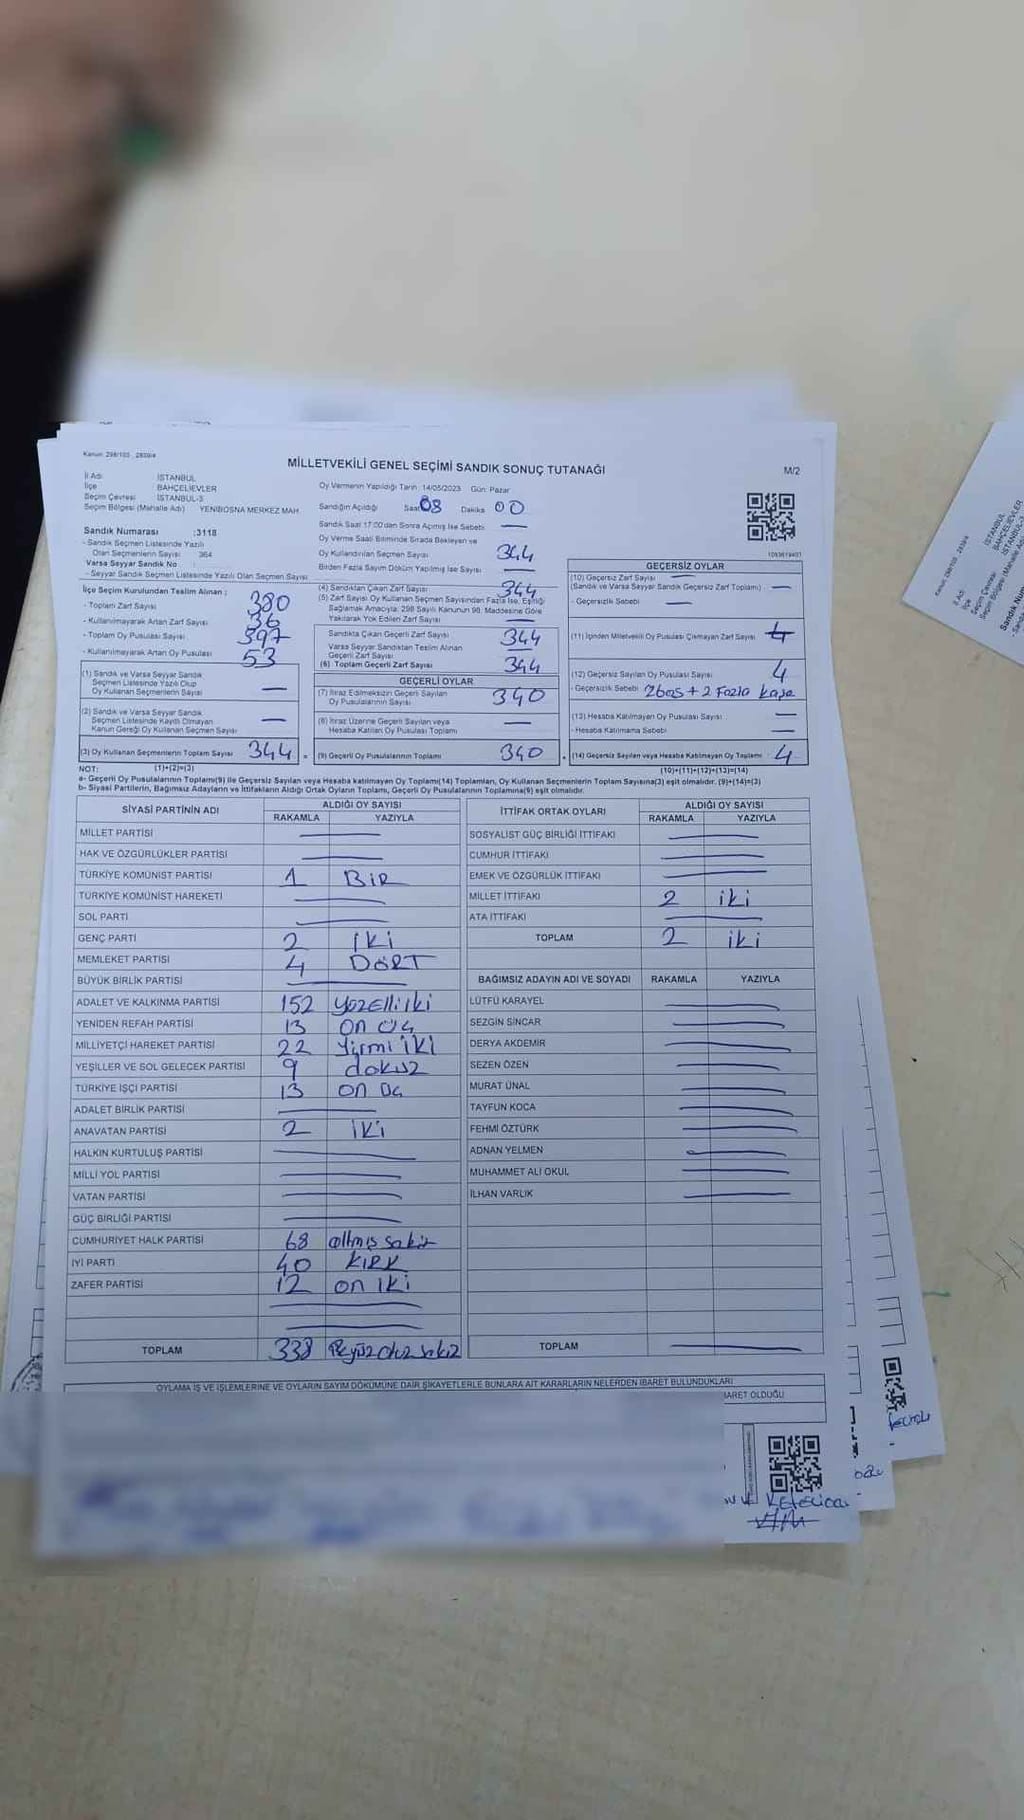 Kanun: 298/105 , 2839/4
MİLLETVEKİLİ GENEL SEÇİMİ SANDIK SONUÇ TUTANAĞI
M/2
İl Adı İSTANBUL
İlçe BAHÇELİEVLER
Seçim Çevresi İSTANBUL-3
Seçim Bölgesi (Mahalle Adı) YENİBOSNA MERKEZ MAH.
Sandık Numarası :3118
- Sandık Seçmen Listesinde Yazılı
Olan Seçmenlerin Sayısı 364
Varsa Seyyar Sandık No
- Seyyar Sandık Seçmen Listesinde Yazılı Olan Seçmen Sayısı
Oy Vermenin Yapıldığı Tarih : 14/05/2023 Gün: Pazar
Sandığın Açıldığı Saat 08 Dakika 00
Sandık Saat 17:00'dan Sonra Açılmış İse Sebebi —
Oy Verme Saati Bitiminde Sırada Bekleyen ve
Oy Kullandırılan Seçmen Sayısı 344
Birden Fazla Sayım Döküm Yapılmış İse Sayısı —
İlçe Seçim Kurulundan Teslim Alınan ;
- Toplam Zarf Sayısı 380
- Kullanılmayarak Artan Zarf Sayısı 36
- Toplam Oy Pusulası Sayısı 397
- Kullanılmayarak Artan Oy Pusulası 53
(1) Sandık ve Varsa Seyyar Sandık
Seçmen Listesinde Yazılı Olup
Oy Kullanan Seçmenlerin Sayısı —
(2) Sandık ve Varsa Seyyar Sandık
Seçmen Listesinde Kayıtlı Olmayan
Kanun Gereği Oy Kullanan Seçmen Sayısı —
(3) Oy Kullanan Seçmenlerin Toplam Sayısı 344
(1)+(2)=(3)
(4) Sandıktan Çıkan Zarf Sayısı 344
(5) Zarf Sayısı Oy Kullanan Seçmen Sayısından Fazla İse, Eşitliği
Sağlamak Amacıyla; 298 Sayılı Kanunun 98. Maddesine Göre
Yakılarak Yok Edilen Zarf Sayısı —
Sandıkta Çıkan Geçerli Zarf Sayısı 344
Varsa Seyyar Sandıktan Teslim Alınan
Geçerli Zarf Sayısı —
(6) Toplam Geçerli Zarf Sayısı 344
GEÇERLİ OYLAR
(7) İtiraz Edilmeksizin Geçerli Sayılan
Oy Pusulalarının Sayısı 340
(8) İtiraz Üzerine Geçerli Sayılan veya
Hesaba Katılan Oy Pusulaları Toplamı —
(9) Geçerli Oy Pusulalarının Toplamı 340
GEÇERSİZ OYLAR
(10) Geçersiz Zarf Sayısı
(Sandık ve Varsa Seyyar Sandık Geçersiz Zarf Toplamı) —
- Geçersizlik Sebebi —
(11) İçinden Milletvekili Oy Pusulası Çıkmayan Zarf Sayısı
(12) Geçersiz Sayılan Oy Pusulası Sayısı 4
- Geçersizlik Sebebi 2boş + 2 Fazla Kaşe
(13) Hesaba Katılmayan Oy Pusulası Sayısı —
- Hesaba Katılmama Sebebi —
(14) Geçersiz Sayılan veya Hesaba Katılmayan Oy Toplamı 4
(10)+(11)+(12)+(13)=(14)
NOT:
a- Geçerli Oy Pusulalarının Toplamı(9) ile Geçersiz Sayılan veya Hesaba katılmayan Oy Toplamı(14) Toplamları, Oy Kullanan Seçmenlerin Toplam Sayısına(3) eşit olmalıdır. (9)+(14)=(3)
b- Siyasi Partilerin, Bağımsız Adayların ve İttifakların Aldığı Ortak Oyların Toplamı, Geçerli Oy Pusulalarının Toplamına(9) eşit olmalıdır.
SİYASİ PARTİNİN ADI ALDIĞI OY SAYISI
RAKAMLA YAZIYLA
MİLLET PARTİSİ —
HAK VE ÖZGÜRLÜKLER PARTİSİ —
TÜRKİYE KOMÜNİST PARTİSİ 1 BİR
TÜRKİYE KOMÜNİST HAREKETİ —
SOL PARTİ —
GENÇ PARTİ 2 İKİ
MEMLEKET PARTİSİ 4 DÖRT
BÜYÜK BİRLİK PARTİSİ —
ADALET VE KALKINMA PARTİSİ 152 yüzelliiki
YENİDEN REFAH PARTİSİ 13 on üç
MİLLİYETÇİ HAREKET PARTİSİ 22 yirmi iki
YEŞİLLER VE SOL GELECEK PARTİSİ 9 dokuz
TÜRKİYE İŞÇİ PARTİSİ 13 on üç
ADALET BİRLİK PARTİSİ —
ANAVATAN PARTİSİ 2 iki
HALKIN KURTULUŞ PARTİSİ —
MİLLİ YOL PARTİSİ —
VATAN PARTİSİ —
GÜÇ BİRLİĞİ PARTİSİ —
CUMHURİYET HALK PARTİSİ 68 altmış sekiz
İYİ PARTİ 40 KIRK
ZAFER PARTİSİ 12 on iki
TOPLAM 338 üçyüz otuz sekiz
İTTİFAK ORTAK OYLARI ALDIĞI OY SAYISI
RAKAMLA YAZIYLA
SOSYALİST GÜÇ BİRLİĞİ İTTİFAKI —
CUMHUR İTTİFAKI —
EMEK VE ÖZGÜRLÜK İTTİFAKI —
MİLLET İTTİFAKI 2 iki
ATA İTTİFAKI —
TOPLAM 2 iki
BAĞIMSIZ ADAYIN ADI VE SOYADI RAKAMLA YAZIYLA
LÜTFÜ KARAYEL —
SEZGİN SİNCAR —
DERYA AKDEMİR —
SEZEN ÖZEN —
MURAT ÜNAL —
TAYFUN KOCA —
FEHMİ ÖZTÜRK —
ADNAN YELMEN —
MUHAMMET ALİ OKUL —
İLHAN VARLIK —
TOPLAM —
OYLAMA İŞ VE İŞLEMLERİNE VE OYLARIN SAYIM DÖKÜMÜNE DAİR ŞİKAYETLERLE BUNLARA AİT KARARLARIN NELERDEN İBARET BULUNDUKLARI
BARET OLDUĞU